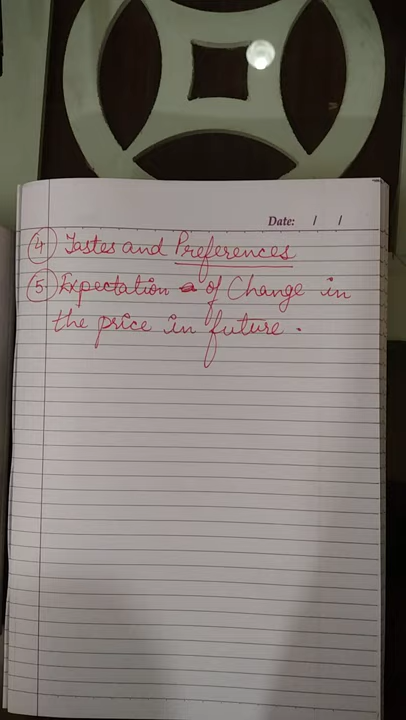 Date: / /
④ Tastes and Preferences
⑤ Expectation of Change in
the price in future.